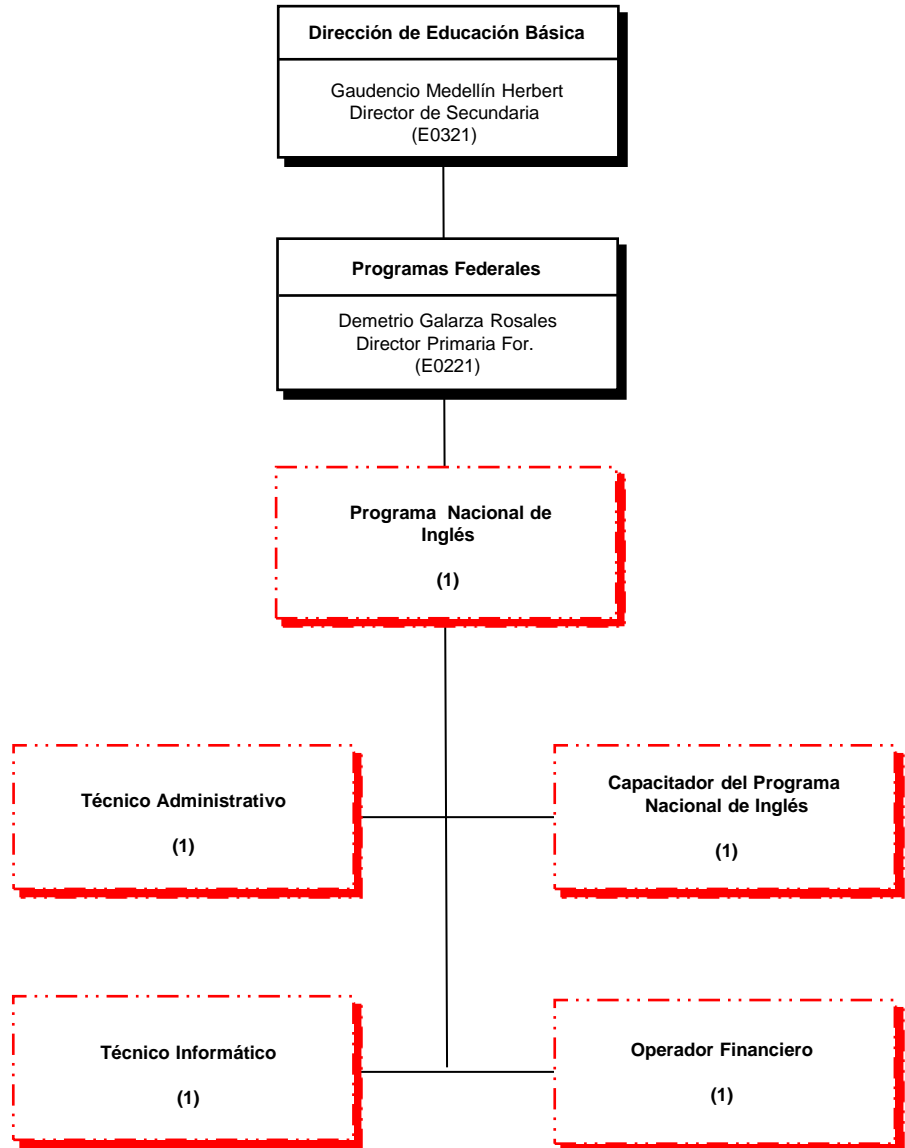 Dirección de Educación Básica
Gaudencio Medellín Herbert
Director de Secundaria
(E0321)
Programas Federales
Demetrio Galarza Rosales
Director Primaria For.
(E0221)
Programa Nacional de
Inglés
(1)
Técnico Administrativo
(1)
Capacitador del Programa
Nacional de Inglés
(1)
Técnico Informático
(1)
Operador Financiero
(1)